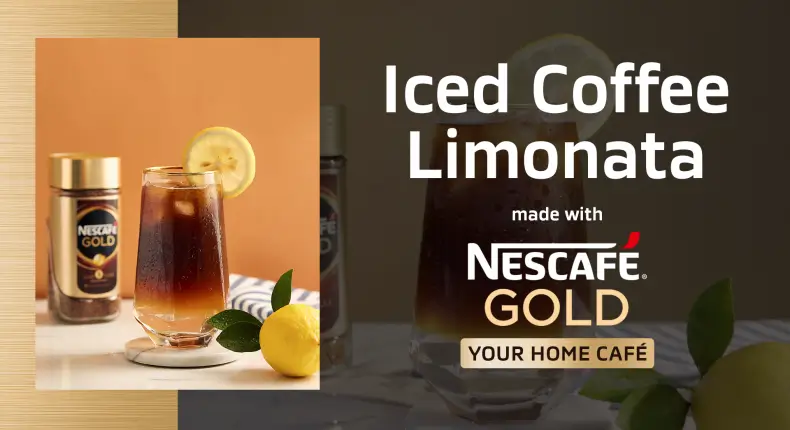 Iced Coffee
Limonata
made with
NESCAFÉ®
GOLD
YOUR HOME CAFÉ
NESCAFÉ
GOLD